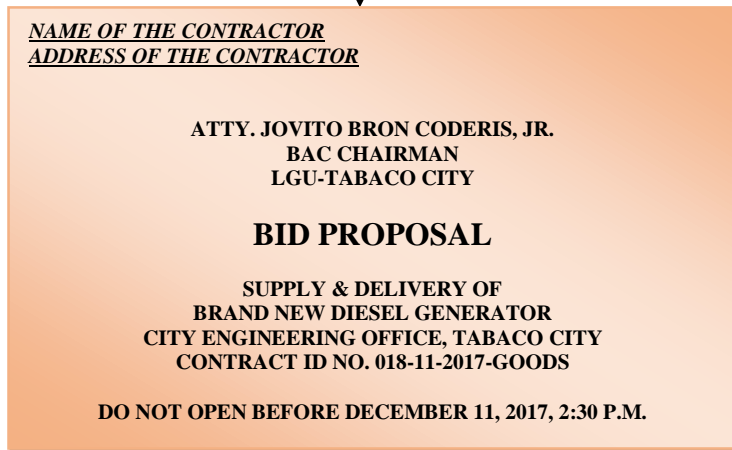 NAME OF THE CONTRACTOR
ADDRESS OF THE CONTRACTOR
ATTY. JOVITO BRON CODERIS, JR.
BAC CHAIRMAN
LGU-TABACO CITY
BID PROPOSAL
SUPPLY & DELIVERY OF
BRAND NEW DIESEL GENERATOR
CITY ENGINEERING OFFICE, TABACO CITY
CONTRACT ID NO. 018-11-2017-GOODS
DO NOT OPEN BEFORE DECEMBER 11, 2017, 2:30 P.M.